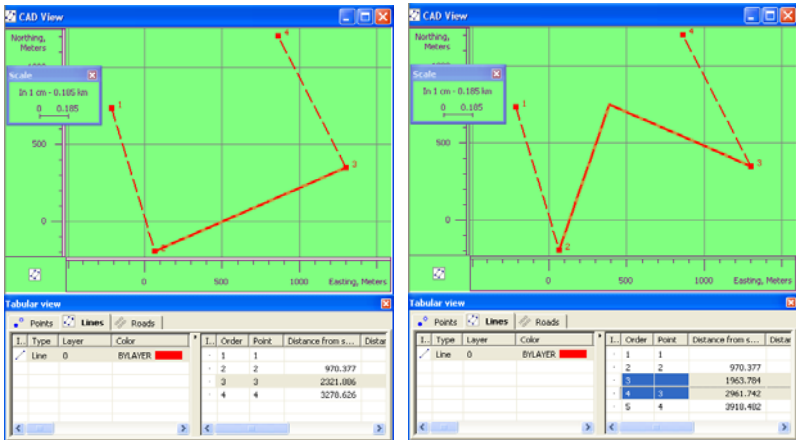 CAD View
Northing, Meters
1000
Scale
In 1 cm - 0.185 km
0 0.185
500
0
1
2
3
4
0 500 1000 Easting, Meters
Tabular view
Points Lines Roads
I... Type Layer Color
Line 0 BYLAYER
I... Order Point Distance from s... Distar
1 1
2 2 970.377
3 3 2321.886
4 4 3278.626
CAD View
Northing, Meters
Scale
In 1 cm - 0.185 km
0 0.185
500
0
1
2
3
4
0 500 1000 Easting, Meters
Tabular view
Points Lines Roads
I... Type Layer Color
Line 0 BYLAYER
I... Order Point Distance from s... Distar
1 1
2 2 970.377
3 1963.784
4 3 2961.742
5 4 3918.482